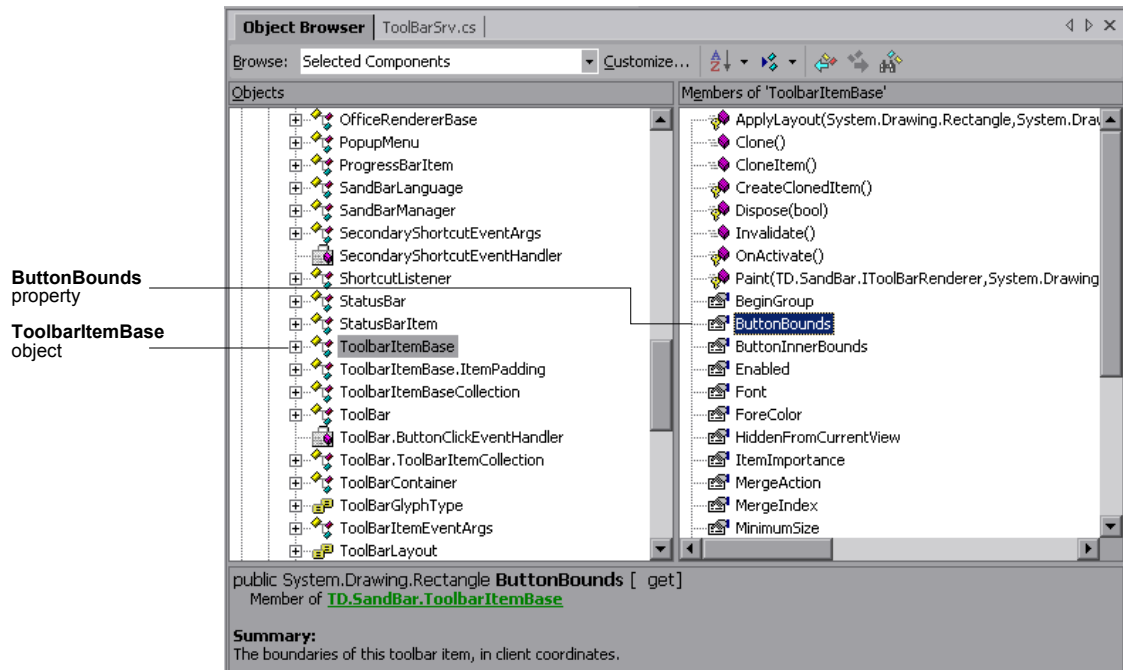 Object Browser ToolBarSrv.cs
Browse: Selected Components Customize...
Objects
OfficeRendererBase
PopupMenu
ProgressBarItem
SandBarLanguage
SandBarManager
SecondaryShortcutEventArgs
SecondaryShortcutEventHandler
ShortcutListener
StatusBar
StatusBarItem
ToolbarItemBase
ToolbarItemBase.ItemPadding
ToolbarItemBaseCollection
ToolBar
ToolBar.ButtonClickEventHandler
ToolBar.ToolBarItemCollection
ToolBarContainer
ToolBarGlyphType
ToolBarItemEventArgs
ToolBarLayout
Members of 'ToolbarItemBase'
ApplyLayout(System.Drawing.Rectangle,System.Drav
Clone()
CloneItem()
CreateClonedItem()
Dispose(bool)
Invalidate()
OnActivate()
Paint(TD.SandBar.IToolBarRenderer,System.Drawing
BeginGroup
ButtonBounds
ButtonInnerBounds
Enabled
Font
ForeColor
HiddenFromCurrentView
ItemImportance
MergeAction
MergeIndex
MinimumSize
ButtonBounds
property
ToolbarItemBase
object
public System.Drawing.Rectangle ButtonBounds [ get]
Member of TD.SandBar.ToolbarItemBase
Summary:
The boundaries of this toolbar item, in client coordinates.